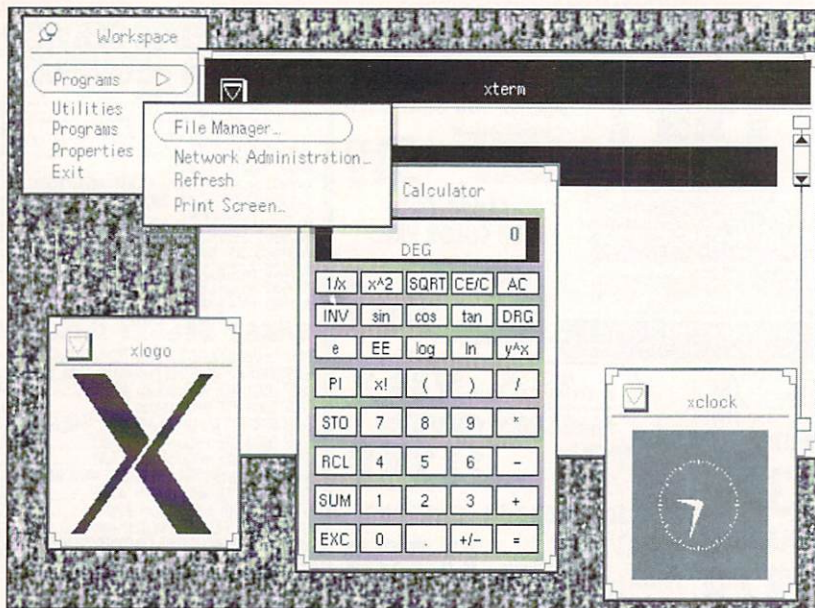 Workspace
Programs
Utilities
Programs
Properties
Exit
File Manager...
Network Administration...
Refresh
Print Screen...
xterm
Calculator
0
DEG
1/x x^2 SQRT CE/C AC
INV sin cos tan DRG
e EE log ln y^x
PI x! ( ) /
STO 7 8 9 *
RCL 4 5 6 -
SUM 1 2 3 +
EXC 0 . +/- =
xlogo
xclock